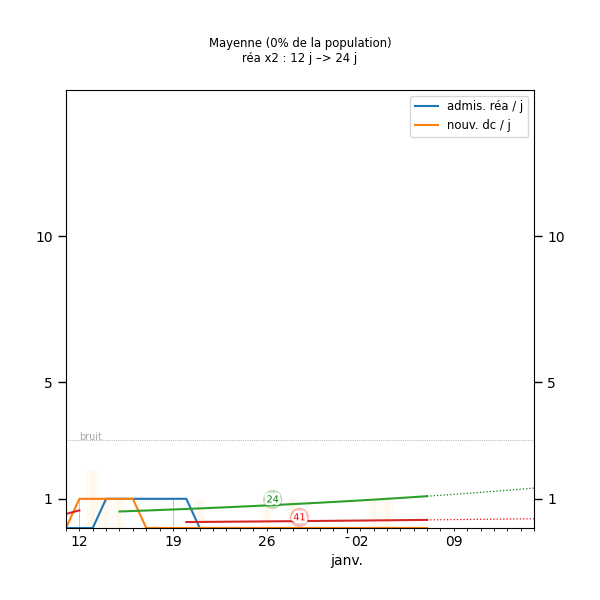 Mayenne (0% de la population)
réa x2 : 12 j –> 24 j
admis. réa / j
nouv. dc / j
10
10
5
5
bruit
24
1
1
41
12
19
26
02
09
janv.